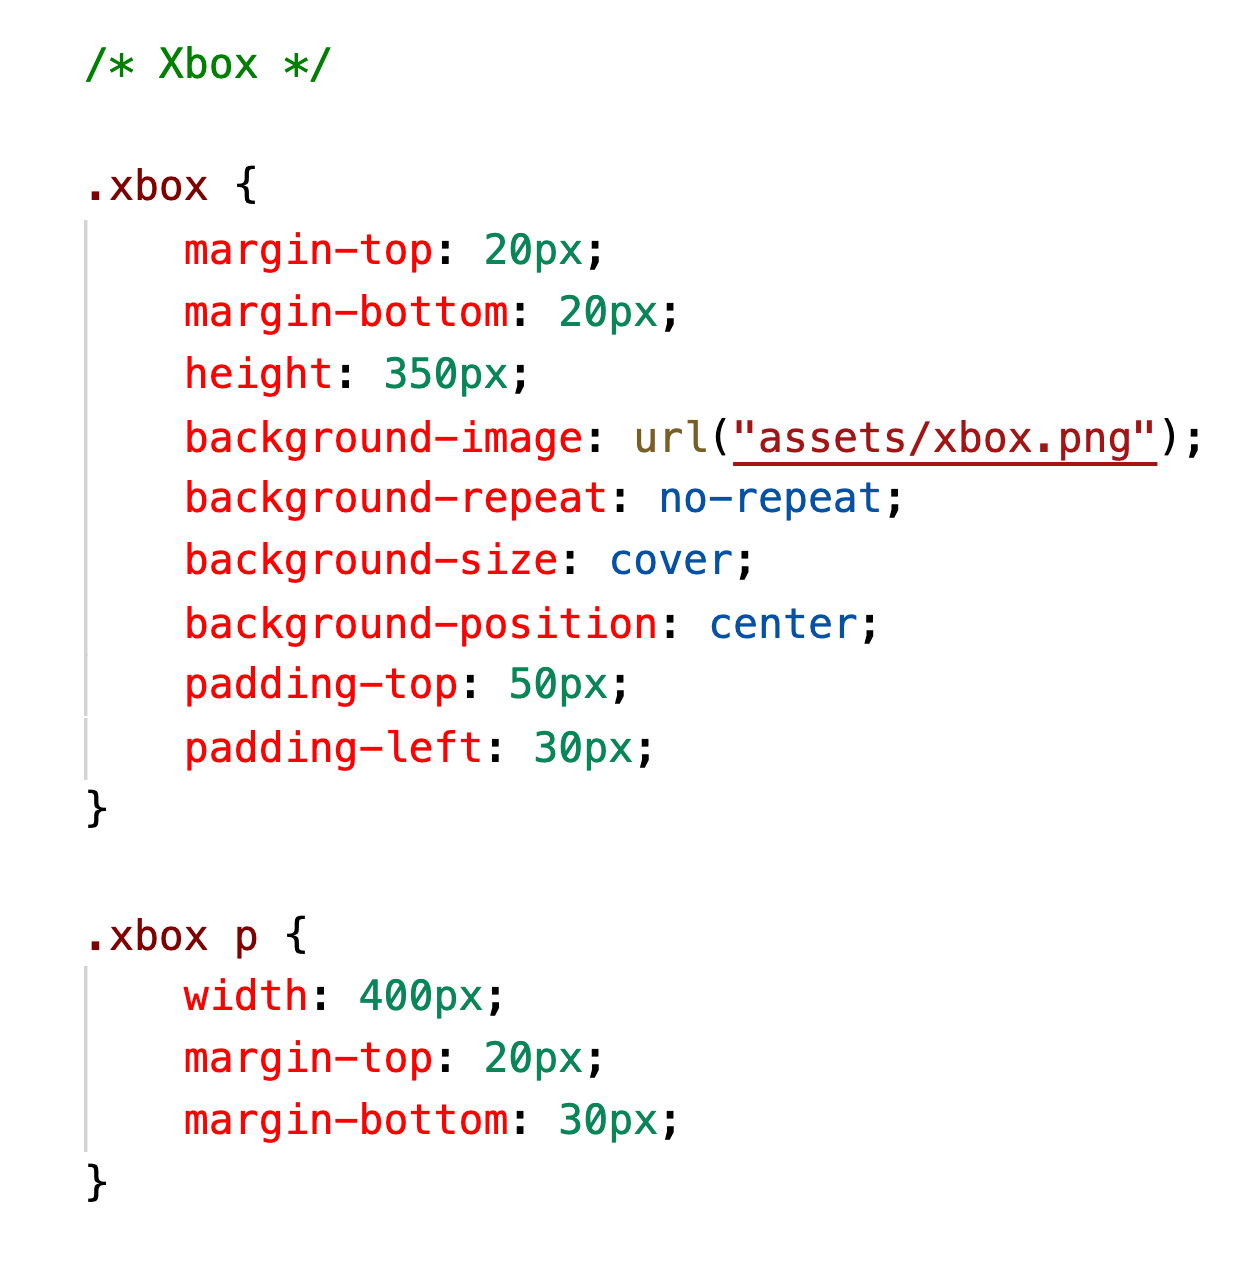 /* Xbox */
.xbox {
margin-top: 20px;
margin-bottom: 20px;
height: 350px;
background-image: url("assets/xbox.png");
background-repeat: no-repeat;
background-size: cover;
background-position: center;
padding-top: 50px;
padding-left: 30px;
}
.xbox p {
width: 400px;
margin-top: 20px;
margin-bottom: 30px;
}